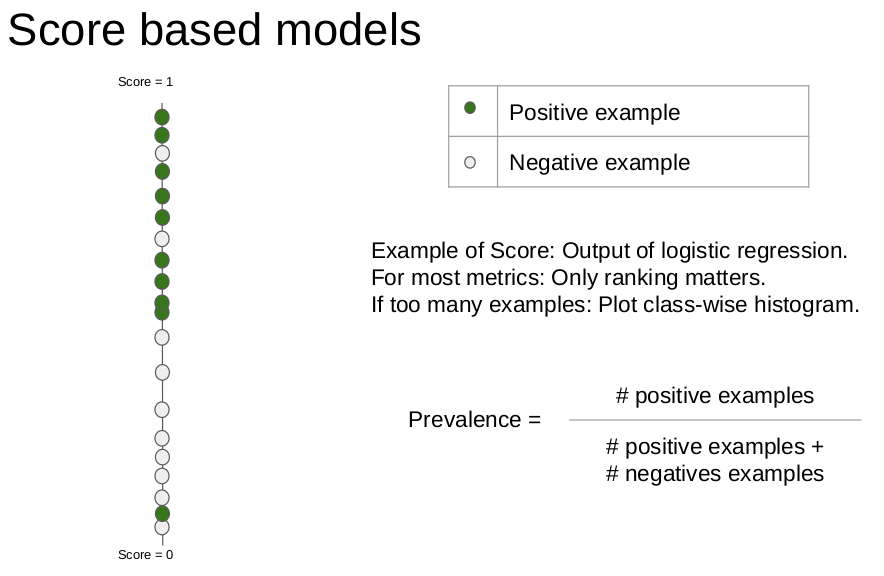 Score based models
Score = 1
Positive example
Negative example
Example of Score: Output of logistic regression.
For most metrics: Only ranking matters.
If too many examples: Plot class-wise histogram.
Prevalence =
# positive examples
# positive examples +
# negatives examples
Score = 0